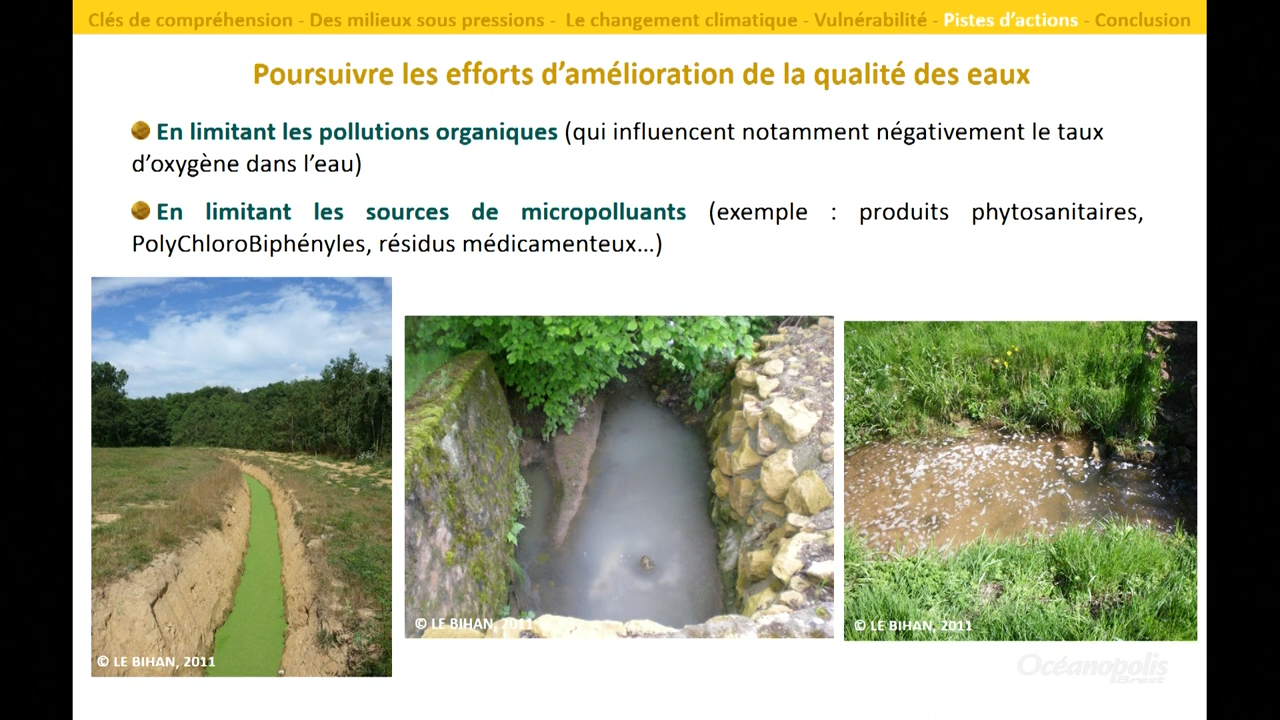 Clés de compréhension - Des milieux sous pressions - Le changement climatique - Vulnérabilité - Pistes d'actions - Conclusion
Poursuivre les efforts d'amélioration de la qualité des eaux
En limitant les pollutions organiques (qui influencent notamment négativement le taux
d'oxygène dans l'eau)
En limitant les sources de micropolluants (exemple : produits phytosanitaires,
PolyChloroBiphényles, résidus médicamenteux...)
© LE BIHAN, 2011
© LE BIHAN, 2011
© LE BIHAN, 2011
Océanopolis
Brest